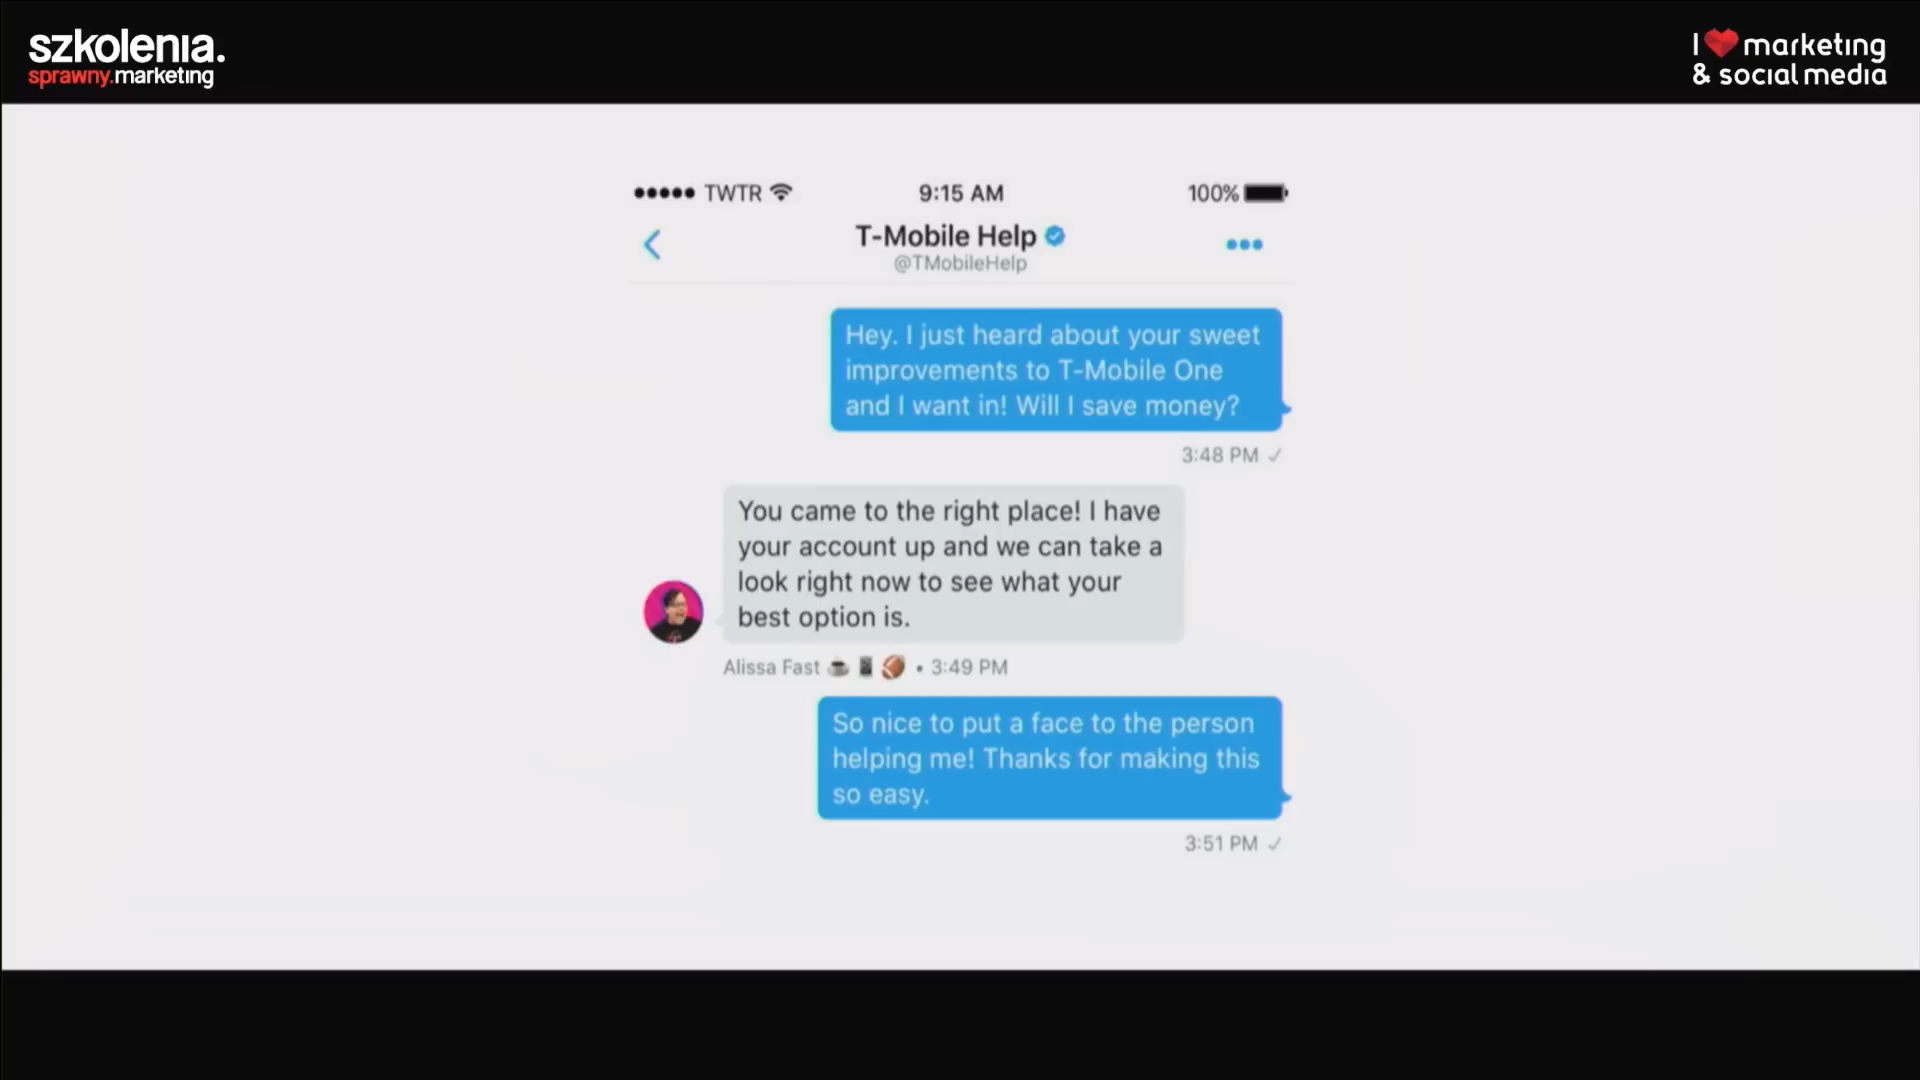 szkolenia.
sprawny.marketing
I ❤ marketing
& social media
••••• TWTR 9:15 AM 100%
T-Mobile Help
@TMobileHelp
Hey. I just heard about your sweet
improvements to T-Mobile One
and I want in! Will I save money?
3:48 PM ✓
You came to the right place! I have
your account up and we can take a
look right now to see what your
best option is.
Alissa Fast ☕📱🏈 • 3:49 PM
So nice to put a face to the person
helping me! Thanks for making this
so easy.
3:51 PM ✓